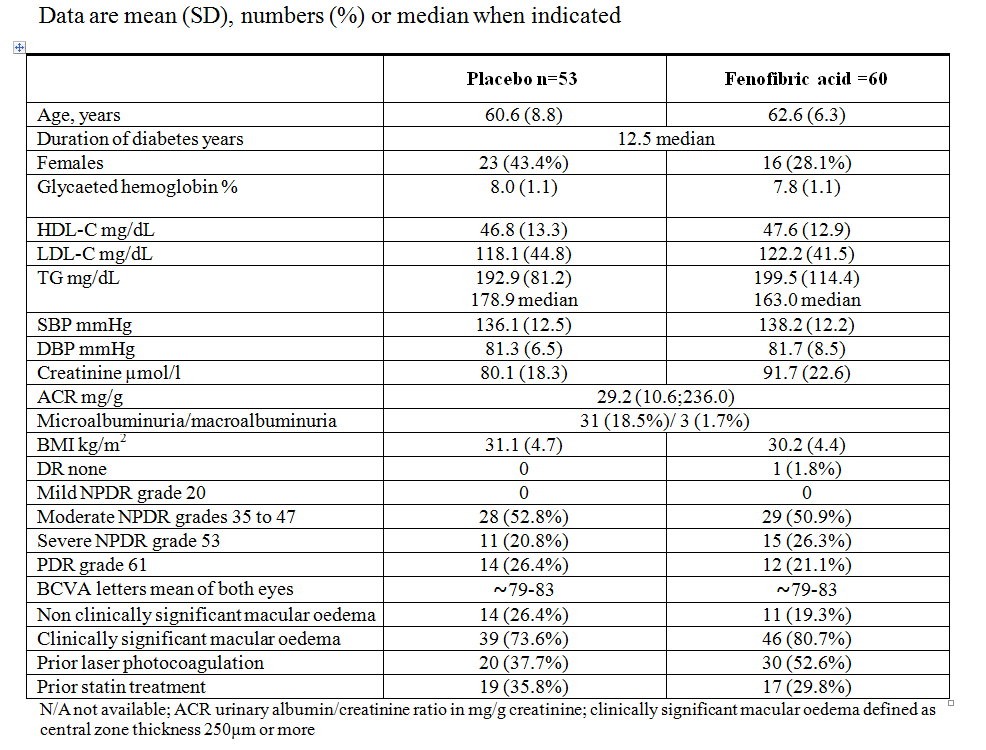 Data are mean (SD), numbers (%) or median when indicated
Placebo n=53 Fenofibric acid =60
Age, years 60.6 (8.8) 62.6 (6.3)
Duration of diabetes years 12.5 median
Females 23 (43.4%) 16 (28.1%)
Glycaeted hemoglobin % 8.0 (1.1) 7.8 (1.1)
HDL-C mg/dL 46.8 (13.3) 47.6 (12.9)
LDL-C mg/dL 118.1 (44.8) 122.2 (41.5)
TG mg/dL 192.9 (81.2) 199.5 (114.4)
178.9 median 163.0 median
SBP mmHg 136.1 (12.5) 138.2 (12.2)
DBP mmHg 81.3 (6.5) 81.7 (8.5)
Creatinine µmol/l 80.1 (18.3) 91.7 (22.6)
ACR mg/g 29.2 (10.6;236.0)
Microalbuminuria/macroalbuminuria 31 (18.5%)/ 3 (1.7%)
BMI kg/m² 31.1 (4.7) 30.2 (4.4)
DR none 0 1 (1.8%)
Mild NPDR grade 20 0 0
Moderate NPDR grades 35 to 47 28 (52.8%) 29 (50.9%)
Severe NPDR grade 53 11 (20.8%) 15 (26.3%)
PDR grade 61 14 (26.4%) 12 (21.1%)
BCVA letters mean of both eyes ~79-83 ~79-83
Non clinically significant macular oedema 14 (26.4%) 11 (19.3%)
Clinically significant macular oedema 39 (73.6%) 46 (80.7%)
Prior laser photocoagulation 20 (37.7%) 30 (52.6%)
Prior statin treatment 19 (35.8%) 17 (29.8%)
N/A not available; ACR urinary albumin/creatinine ratio in mg/g creatinine; clinically significant macular oedema defined as
central zone thickness 250µm or more